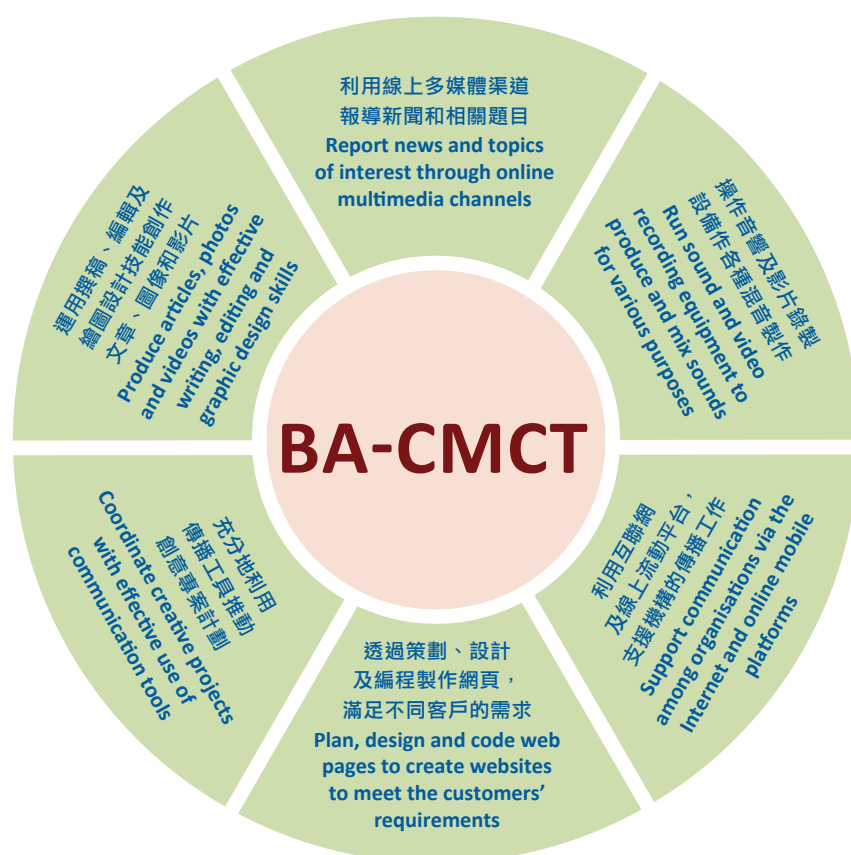 利用線上多媒體渠道
報導新聞和相關題目
Report news and topics
of interest through online
multimedia channels
操作音響及影片錄製
設備作各種混音製作
Run sound and video
recording equipment to
produce and mix sounds
for various purposes
利用互聯網
及線上流動平台，
支援機構的傳播工作
Support communication
among organisations via the
Internet and online mobile
platforms
透過策劃、設計
及編程製作網頁，
滿足不同客戶的需求
Plan, design and code web
pages to create websites
to meet the customers’
requirements
充分地利用
傳播工具推動
創意專案計劃
Coordinate creative projects
with effective use of
communication tools
運用撰稿、編輯及
繪圖設計技能創作
文章、圖像和影片
Produce articles, photos
and videos with effective
writing, editing and
graphic design skills
BA-CMCT